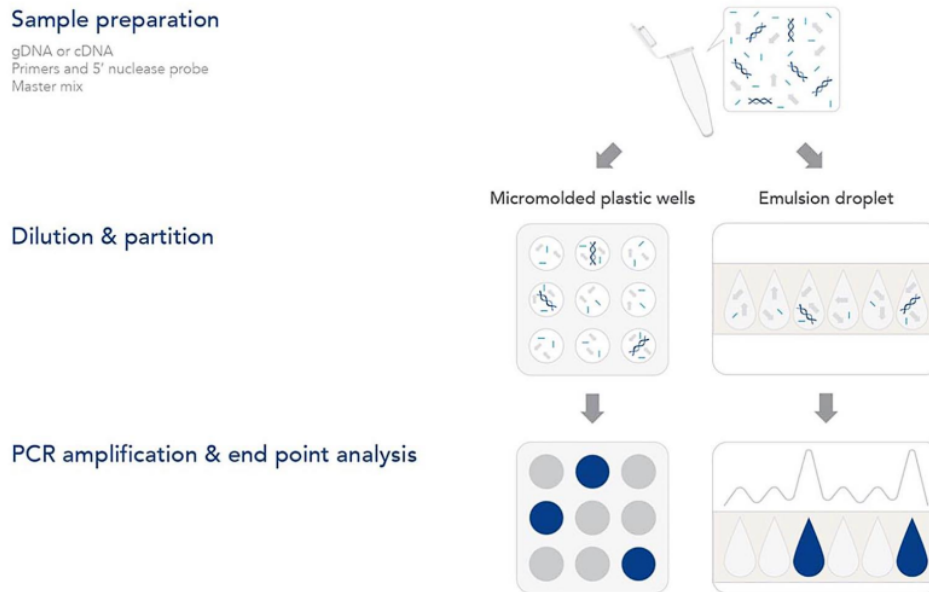 Sample preparation
gDNA or cDNA
Primers and 5' nuclease probe
Master mix
Micromolded plastic wells
Emulsion droplet
Dilution & partition
PCR amplification & end point analysis